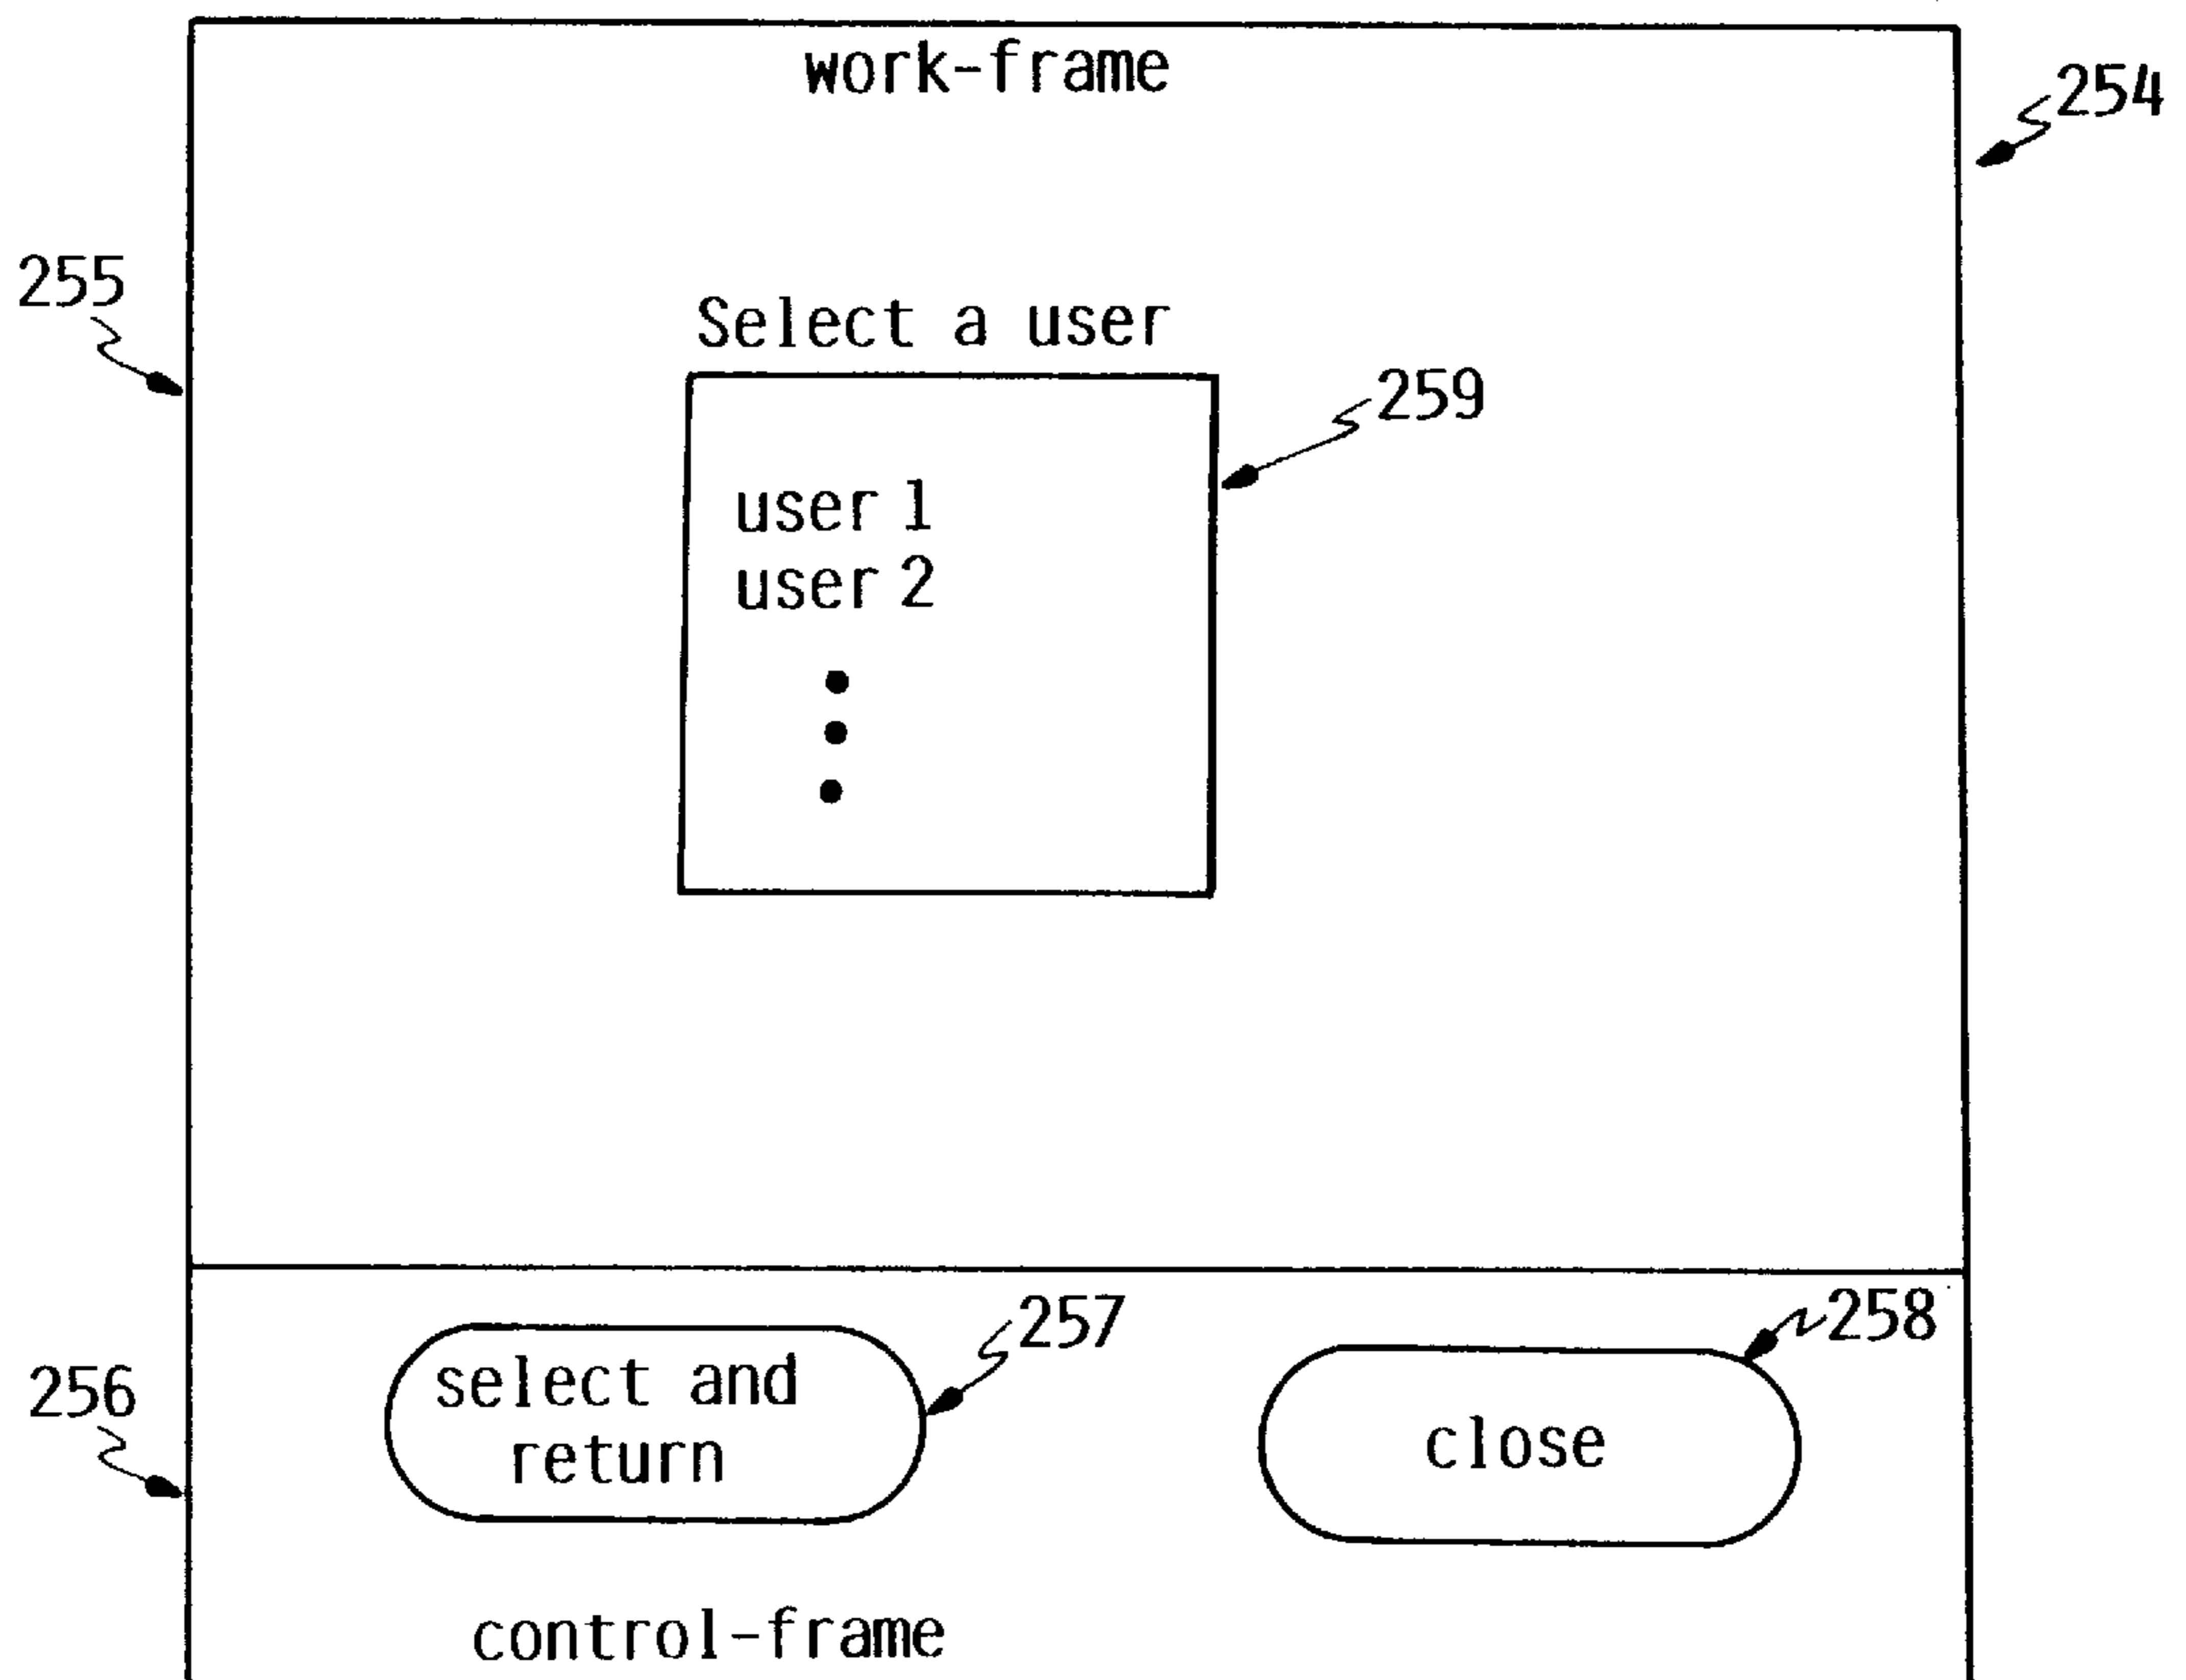 work-frame
254
255
Select a user
259
user 1
user 2
257
258
256
select and
return
close
control-frame